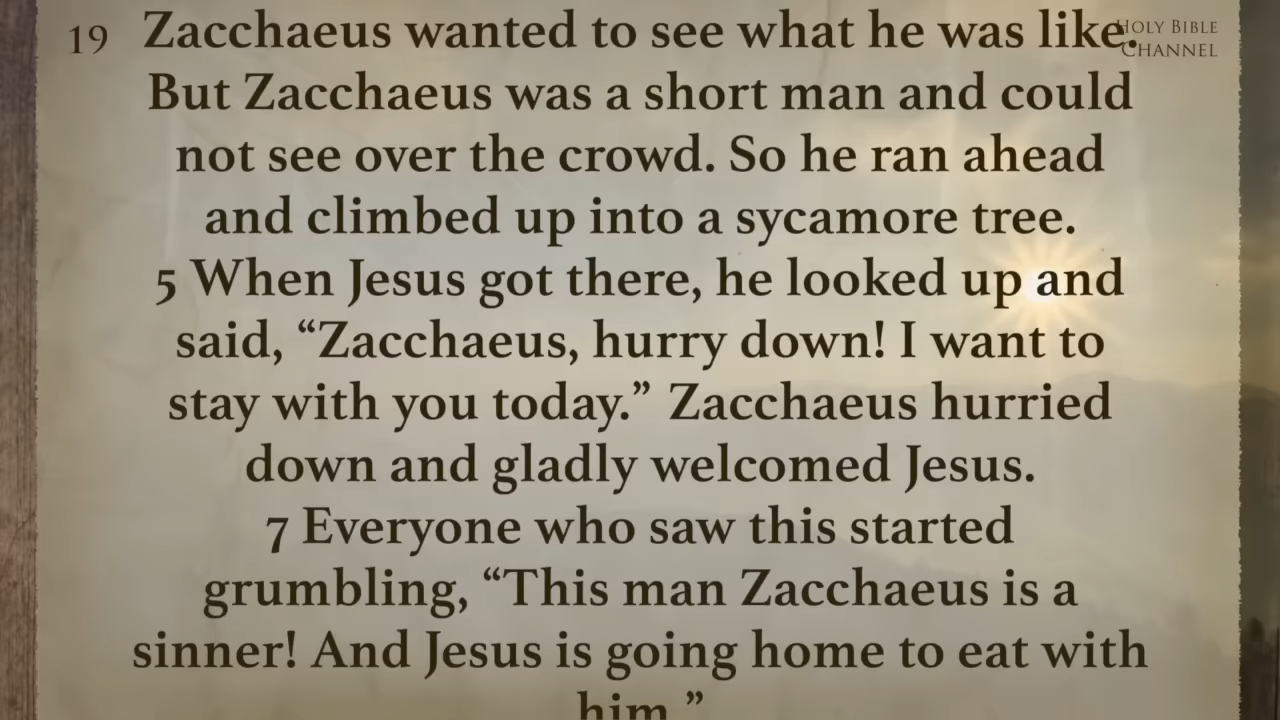 19
Zacchaeus wanted to see what he was like.
HOLY BIBLE
CHANNEL
But Zacchaeus was a short man and could
not see over the crowd. So he ran ahead
and climbed up into a sycamore tree.
5 When Jesus got there, he looked up and
said, “Zacchaeus, hurry down! I want to
stay with you today.” Zacchaeus hurried
down and gladly welcomed Jesus.
7 Everyone who saw this started
grumbling, “This man Zacchaeus is a
sinner! And Jesus is going home to eat with
him.”